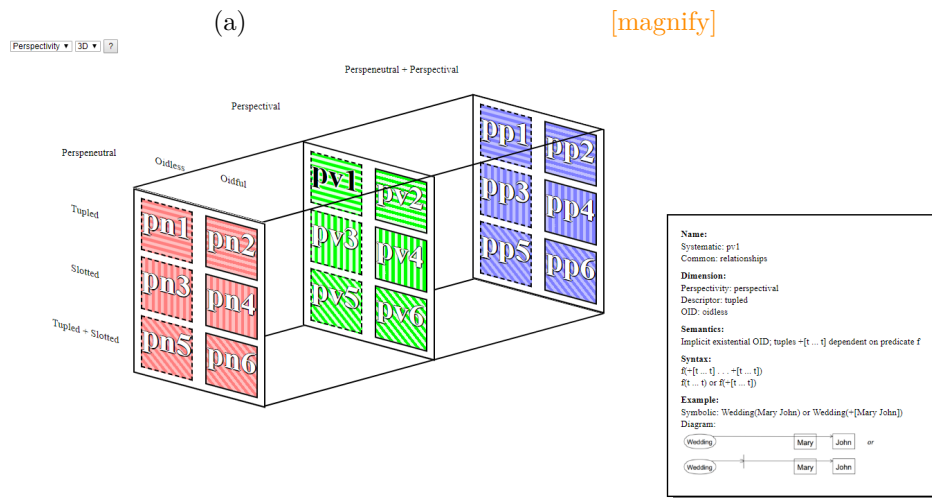 (a)
[magnify]
Perspectivity ▾ 3D ▾ ?
Perspeneutral + Perspectival
Perspectival
Perspeneutral
Oidless
Oidful
Tupled
Slotted
Tupled + Slotted
pn1 pn2
pn3 pn4
pn5 pn6
pv1 pv2
pv3 pv4
pv5 pv6
pp1 pp2
pp3 pp4
pp5 pp6
Name:
Systematic: pv1
Common: relationships
Dimension:
Perspectivity: perspectival
Descriptor: tupled
OID: oidless
Semantics:
Implicit existential OID; tuples +[t ... t] dependent on predicate f
Syntax:
f(+[t ... t] . . . +[t ... t])
f(t ... t) or f(+[t ... t])
Example:
Symbolic: Wedding(Mary John) or Wedding(+[Mary John])
Diagram:
Wedding Mary John or
Wedding Mary John